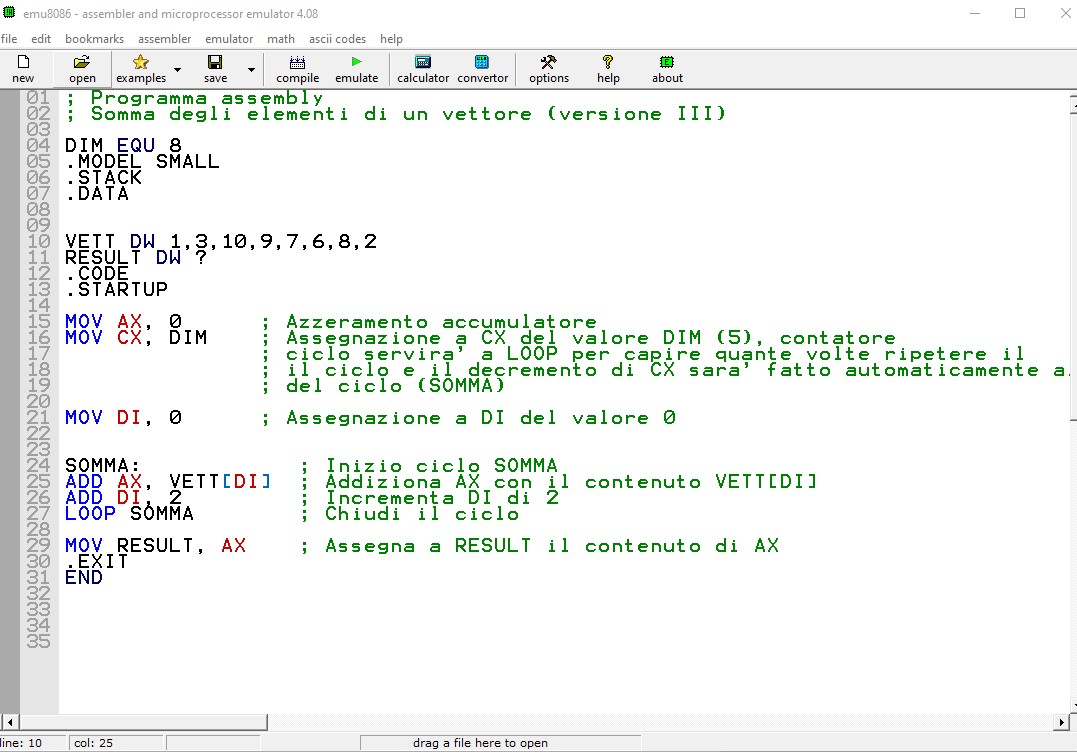 emu8086 - assembler and microprocessor emulator 4.08
file edit bookmarks assembler emulator math ascii codes help
new open examples save compile emulate calculator convertor options help about
01 ; Programma assembly
02 ; Somma degli elementi di un vettore (versione III)
03
04 DIM EQU 8
05 .MODEL SMALL
06 .STACK
07 .DATA
08
09
10 VETT DW 1,3,10,9,7,6,8,2
11 RESULT DW ?
12 .CODE
13 .STARTUP
14
15 MOV AX, 0 ; Azzeramento accumulatore
16 MOV CX, DIM ; Assegnazione a CX del valore DIM (5), contatore
17 ; ciclo servira' a LOOP per capire quante volte ripetere il
18 ; il ciclo e il decremento di CX sara' fatto automaticamente a
19 ; del ciclo (SOMMA)
20
21 MOV DI, 0 ; Assegnazione a DI del valore 0
22
23
24 SOMMA: ; Inizio ciclo SOMMA
25 ADD AX, VETT[DI] ; Addiziona AX con il contenuto VETT[DI]
26 ADD DI, 2 ; Incrementa DI di 2
27 LOOP SOMMA ; Chiudi il ciclo
28
29 MOV RESULT, AX ; Assegna a RESULT il contenuto di AX
30 .EXIT
31 END
32
33
34
35
line: 10 col: 25 drag a file here to open